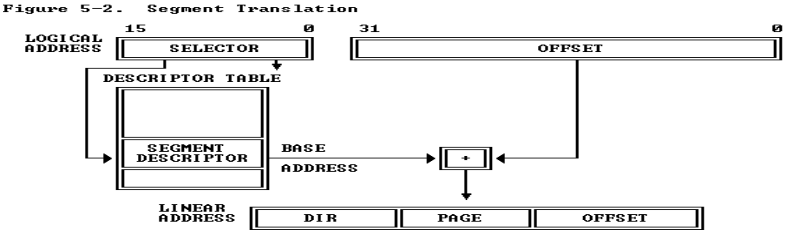 Figure 5-2. Segment Translation
15 0 31 0
LOGICAL
ADDRESS
SELECTOR OFFSET
DESCRIPTOR TABLE
SEGMENT
DESCRIPTOR
BASE
ADDRESS
+
LINEAR
ADDRESS
DIR PAGE OFFSET